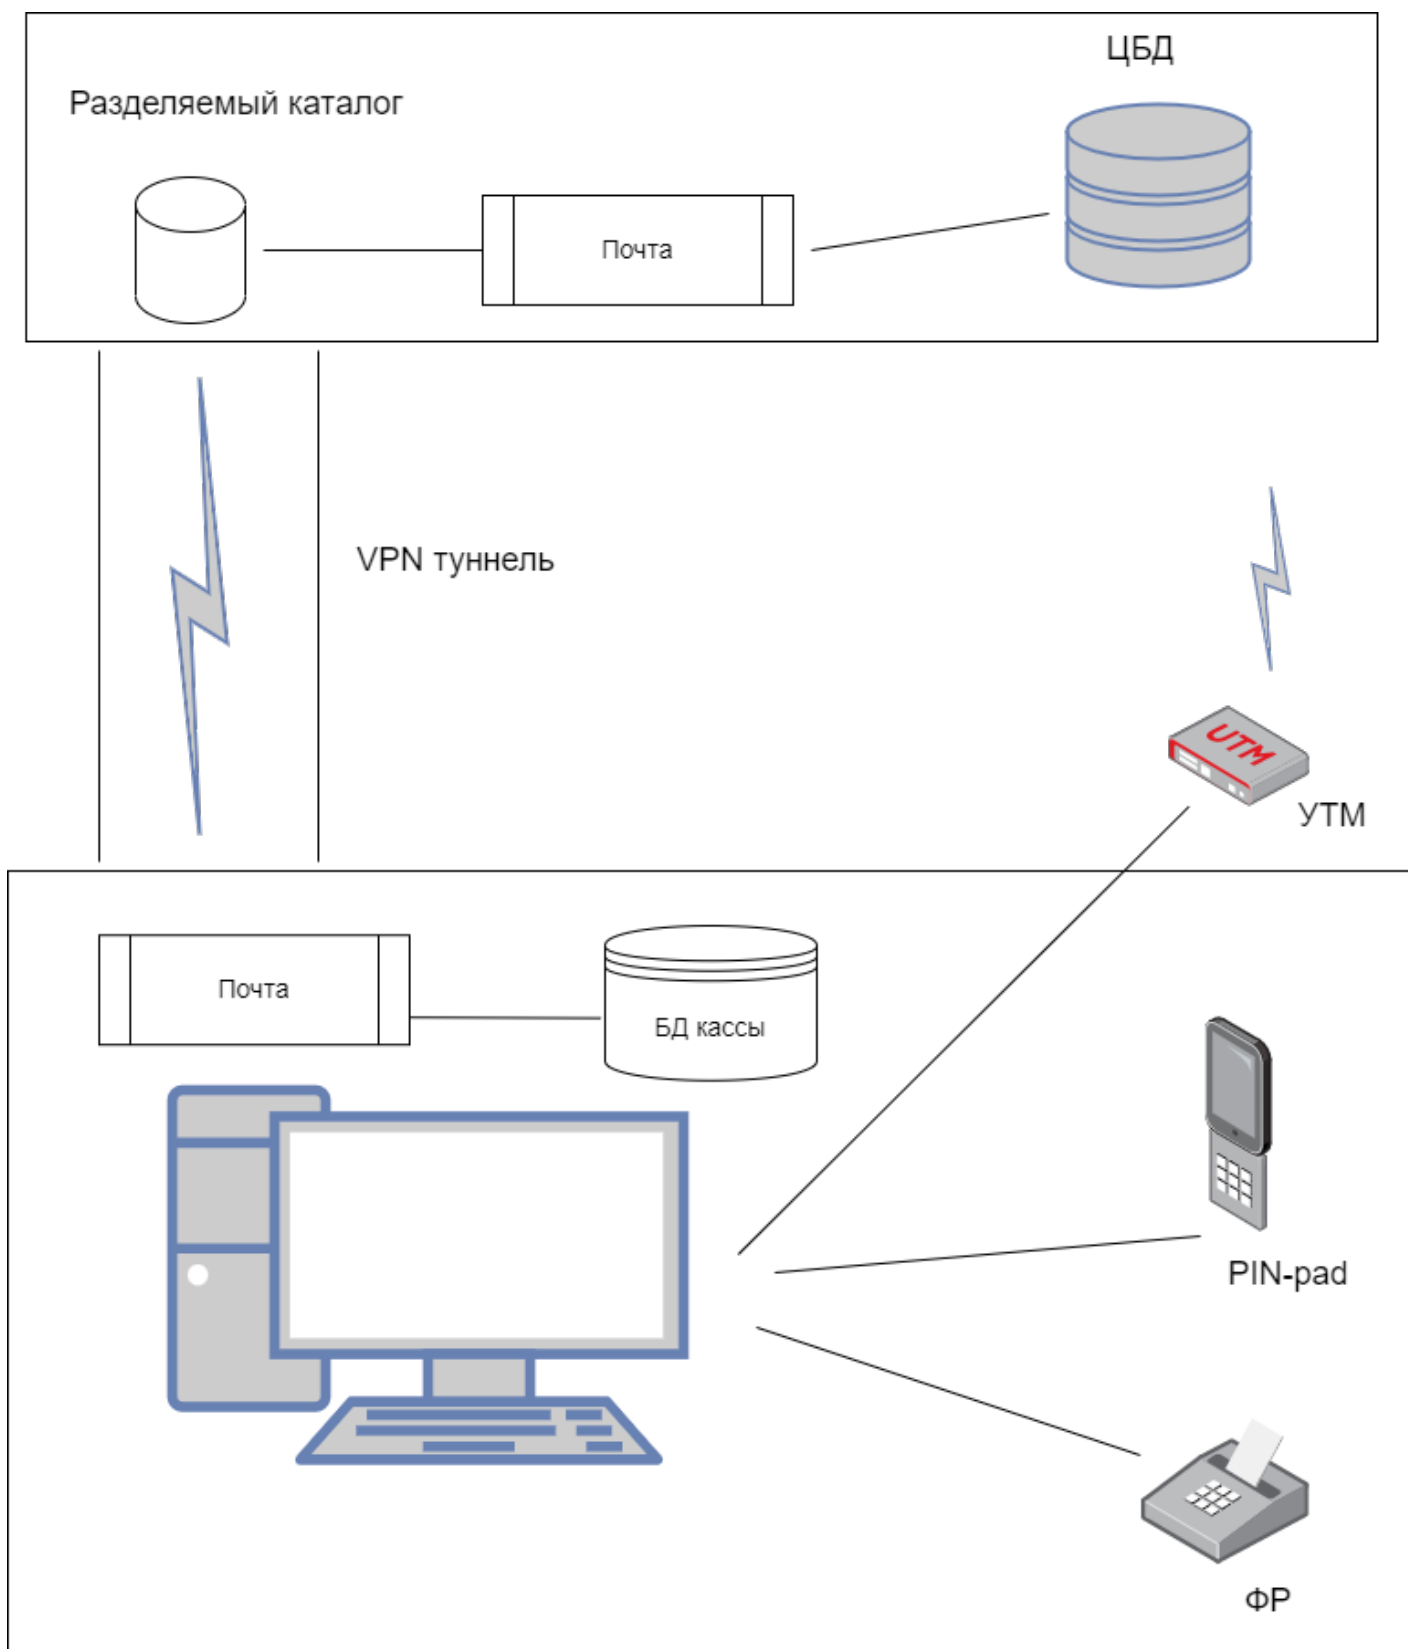 ЦБД
Разделяемый каталог
Почта
VPN туннель
UTM
УТМ
Почта
БД кассы
PIN-pad
ФР